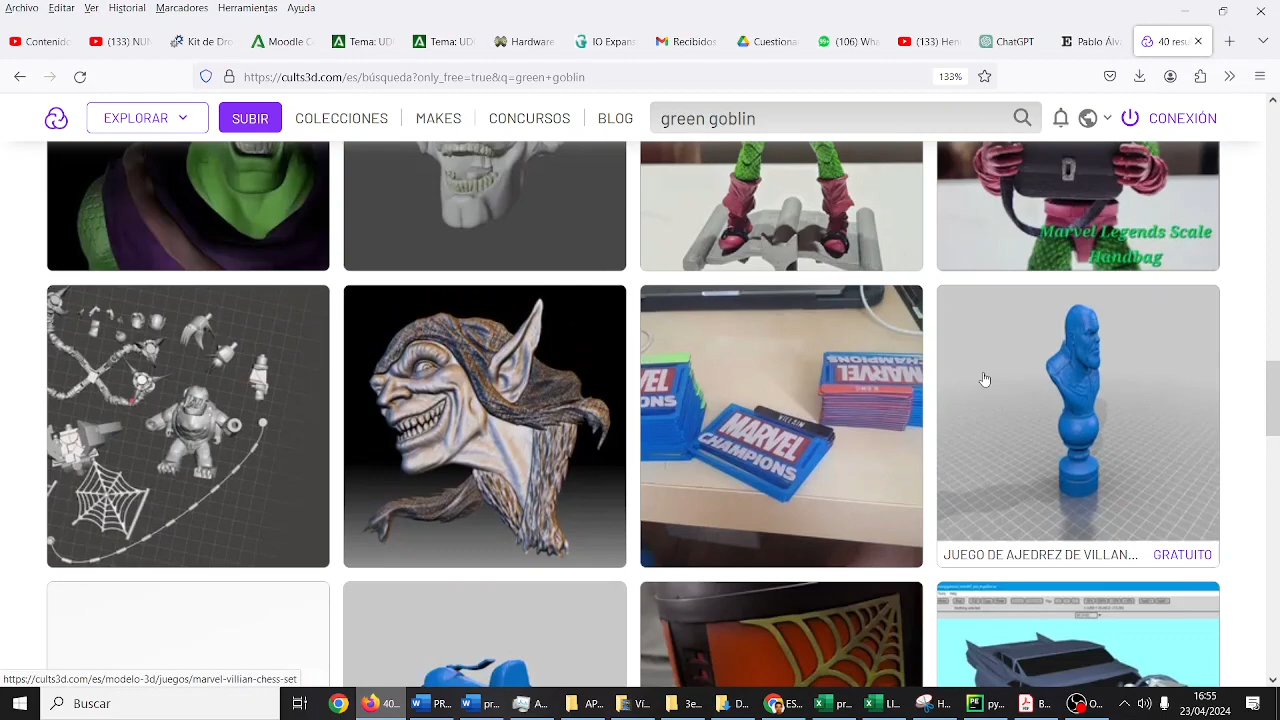 Archivo Editar Ver Historial Marcadores Herramientas Ayuda
Contenido
(133) NUN
Kit de Dro
Moodle C
Tema: UD
Tema: UD
Hardware
IO Expans
Recibidos
Cuestiona
(106) Wha
(133) Hen
ChatGPT
Pablo Álva
40 resu
https://cults3d.com/es/búsqueda?only_free=true&q=green+goblin
133%
EXPLORAR
SUBIR
COLECCIONES
MAKES
CONCURSOS
BLOG
green goblin
CONEXIÓN
Marvel Legends Scale
Handbag
VILLAIN
MARVEL
CHAMPIONS
JUEGO DE AJEDREZ DE VILLAN...
GRATUITO
https://cults3d.com/es/modelo-3d/juegos/marvel-villian-chess-set
Buscar
40...
16:55
23/04/2024